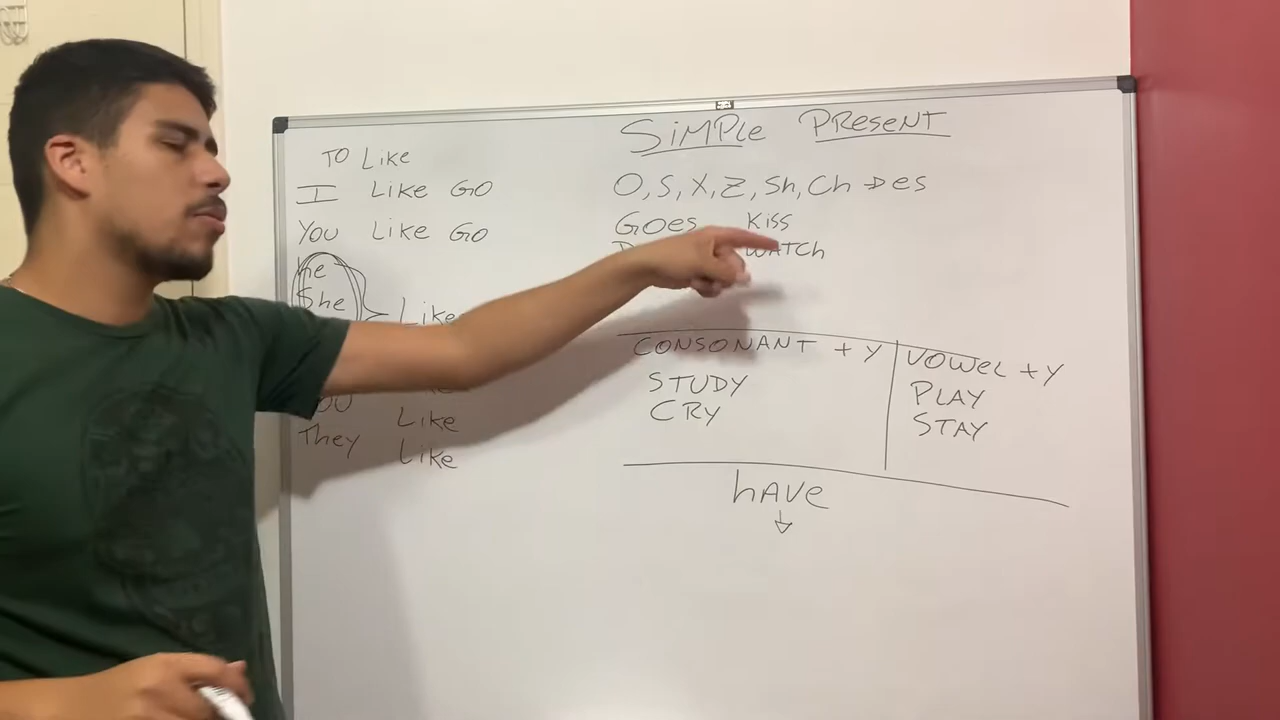 SiMPLe PRESENT
TO Like
I Like GO
YOU Like GO
he
She
Like
YOU
Like
They
Like
O, S, X, Z, Sh, Ch → es
GOES KiSS
WATCh
CONSONANT + Y
STUDY
CRY
VOWEL + Y
PLAY
STAY
hAVe